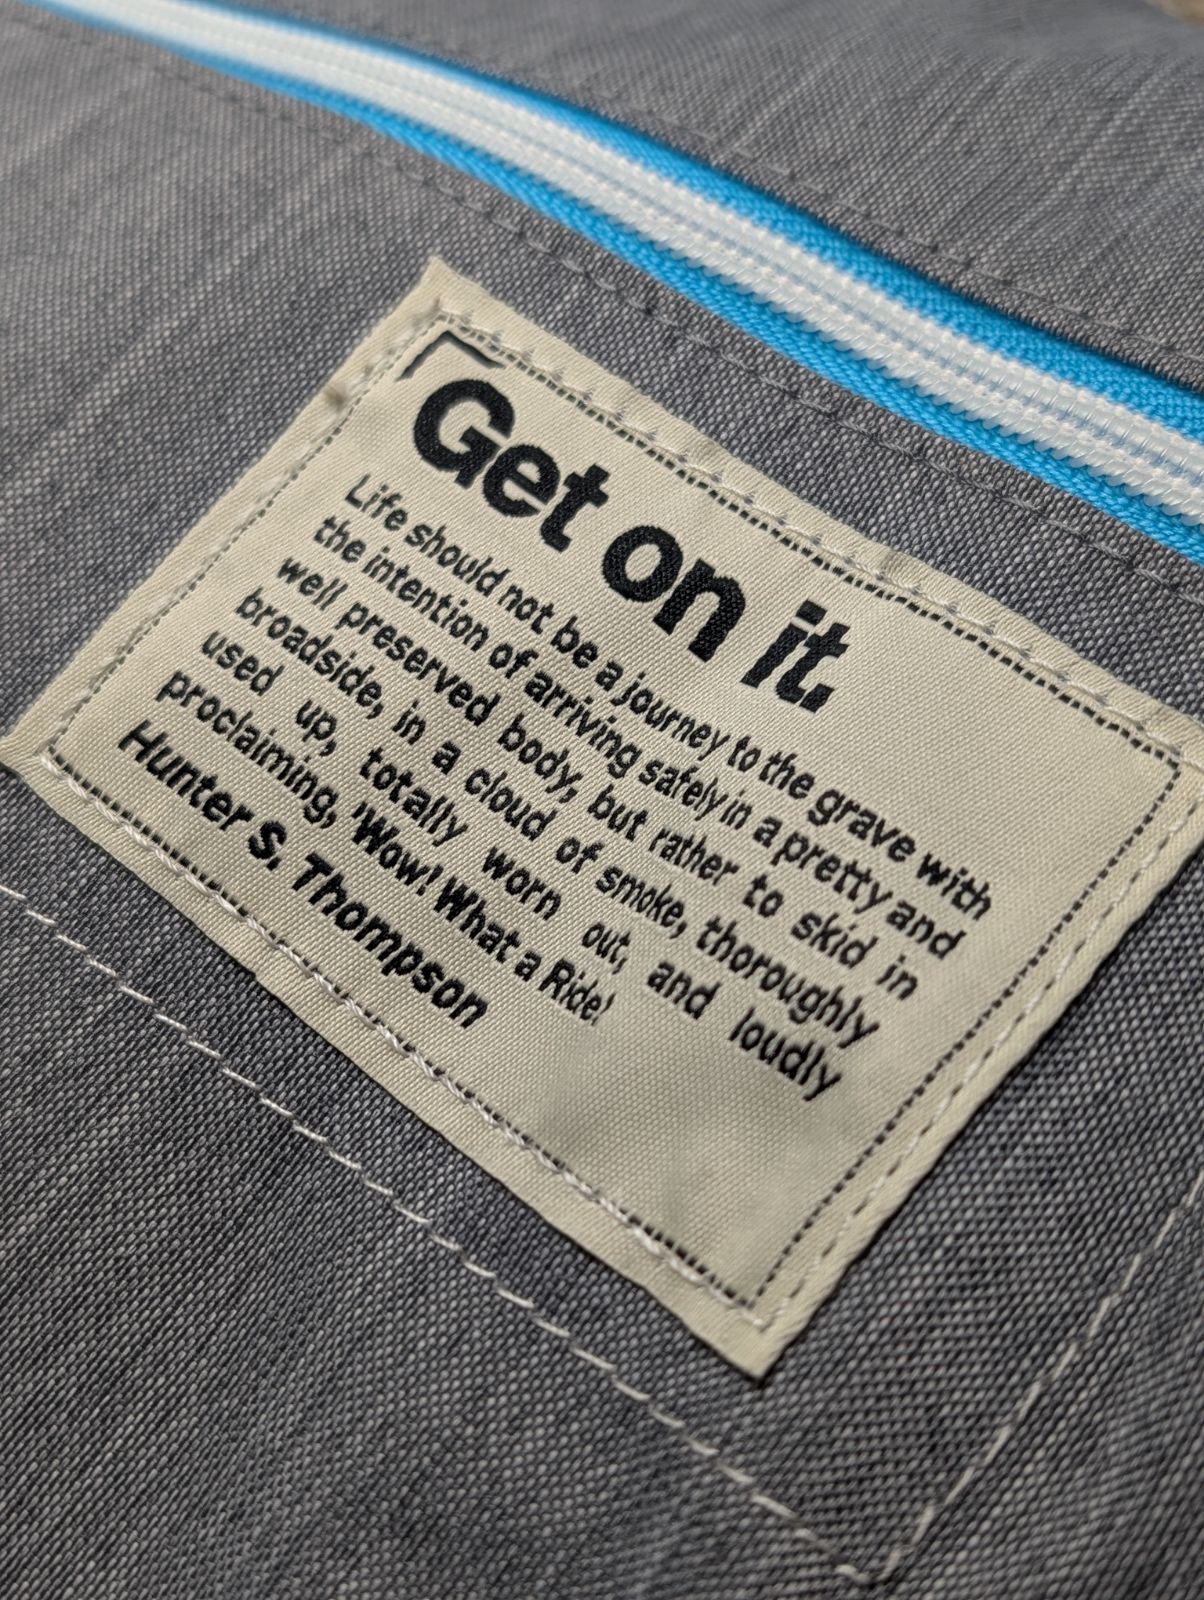 Get on it.
Life should not be a journey to the grave with
the intention of arriving safely in a pretty and
well preserved body, but rather to skid in
broadside, in a cloud of smoke, thoroughly
used up, totally worn out, and loudly
proclaiming, 'Wow! What a Ride!
Hunter S. Thompson